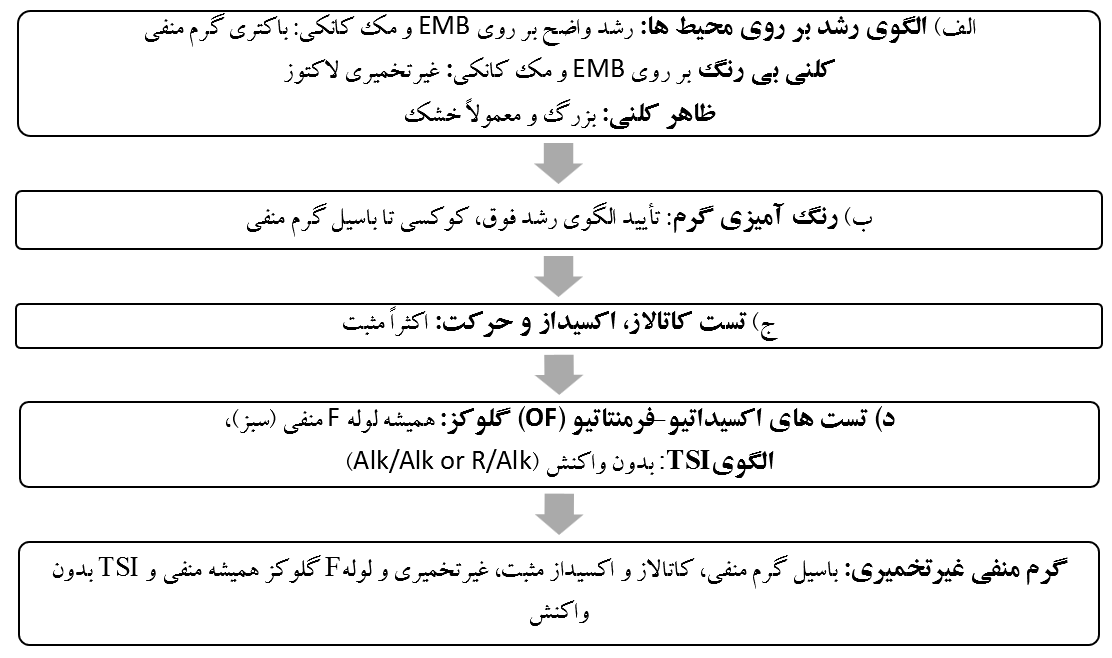 الف) الگوی رشد بر روی محیط ها: رشد واضح بر روی EMB و مک کانکی: باکتری گرم منفی
کلنی بی رنگ بر روی EMB و مک کانکی: غیرتخمیری لاکتوز
ظاهر کلنی: بزرگ و معمولاً خشک
ب) رنگ آمیزی گرم: تأیید الگوی رشد فوق، کوکسی تا باسیل گرم منفی
ج) تست کاتالاز، اکسیداز و حرکت: اکثراً مثبت
د) تست های اکسیداتیو-فرمنتاتیو (OF) گلوکز: همیشه لوله F منفی (سبز)،
الگوی TSI: بدون واکنش (Alk/Alk or R/Alk)
گرم منفی غیرتخمیری: باسیل گرم منفی، کاتالاز و اکسیداز مثبت، غیرتخمیری و لوله F گلوکز همیشه منفی و TSI بدون
واکنش